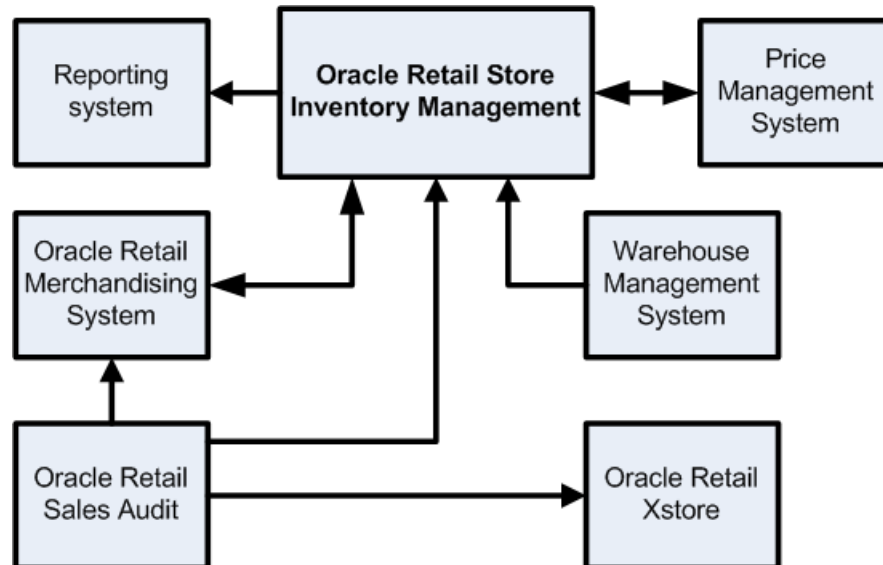 Reporting
system
Oracle Retail Store
Inventory Management
Price
Management
System
Oracle Retail
Merchandising
System
Warehouse
Management
System
Oracle Retail
Sales Audit
Oracle Retail
Xstore